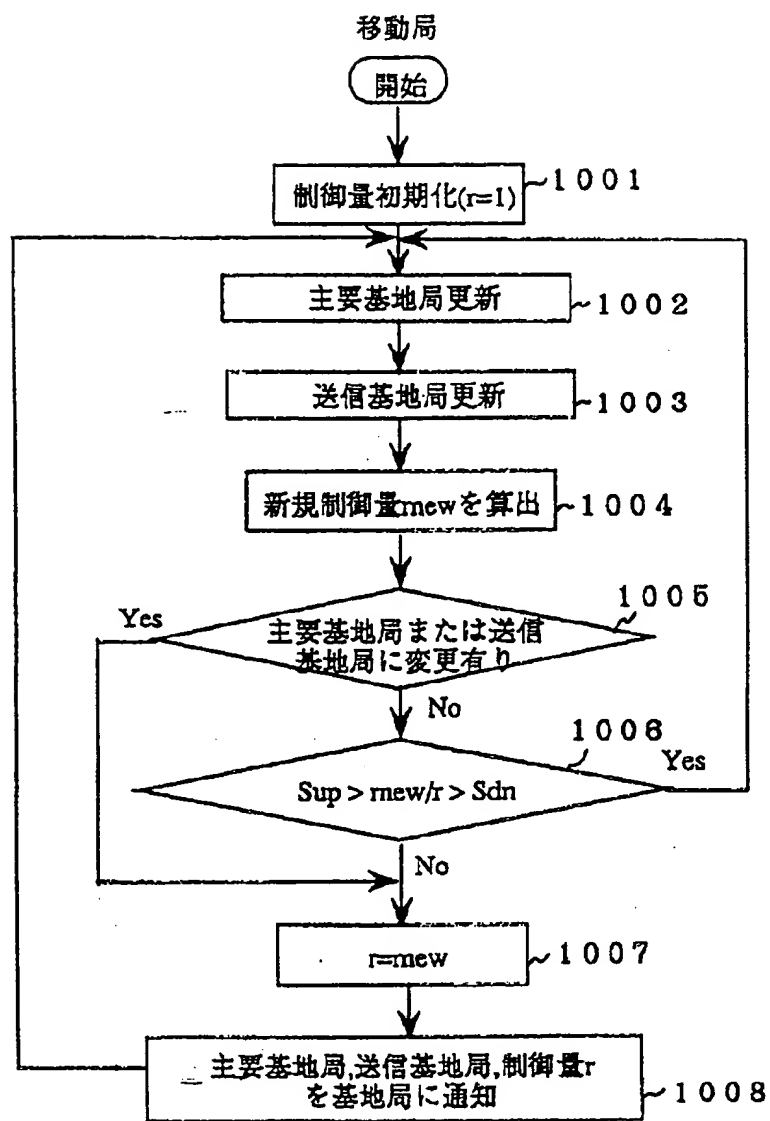 移動局
開始
制御量初期化(r=1)
~1001
主要基地局更新
~1002
送信基地局更新
~1003
新規制御量rnewを算出
~1004
1005
Yes
主要基地局または送信
基地局に変更有り
No
1006
Yes
Sup > rnew/r > Sdn
No
r=rnew
~1007
主要基地局,送信基地局,制御量r
を基地局に通知
~1008